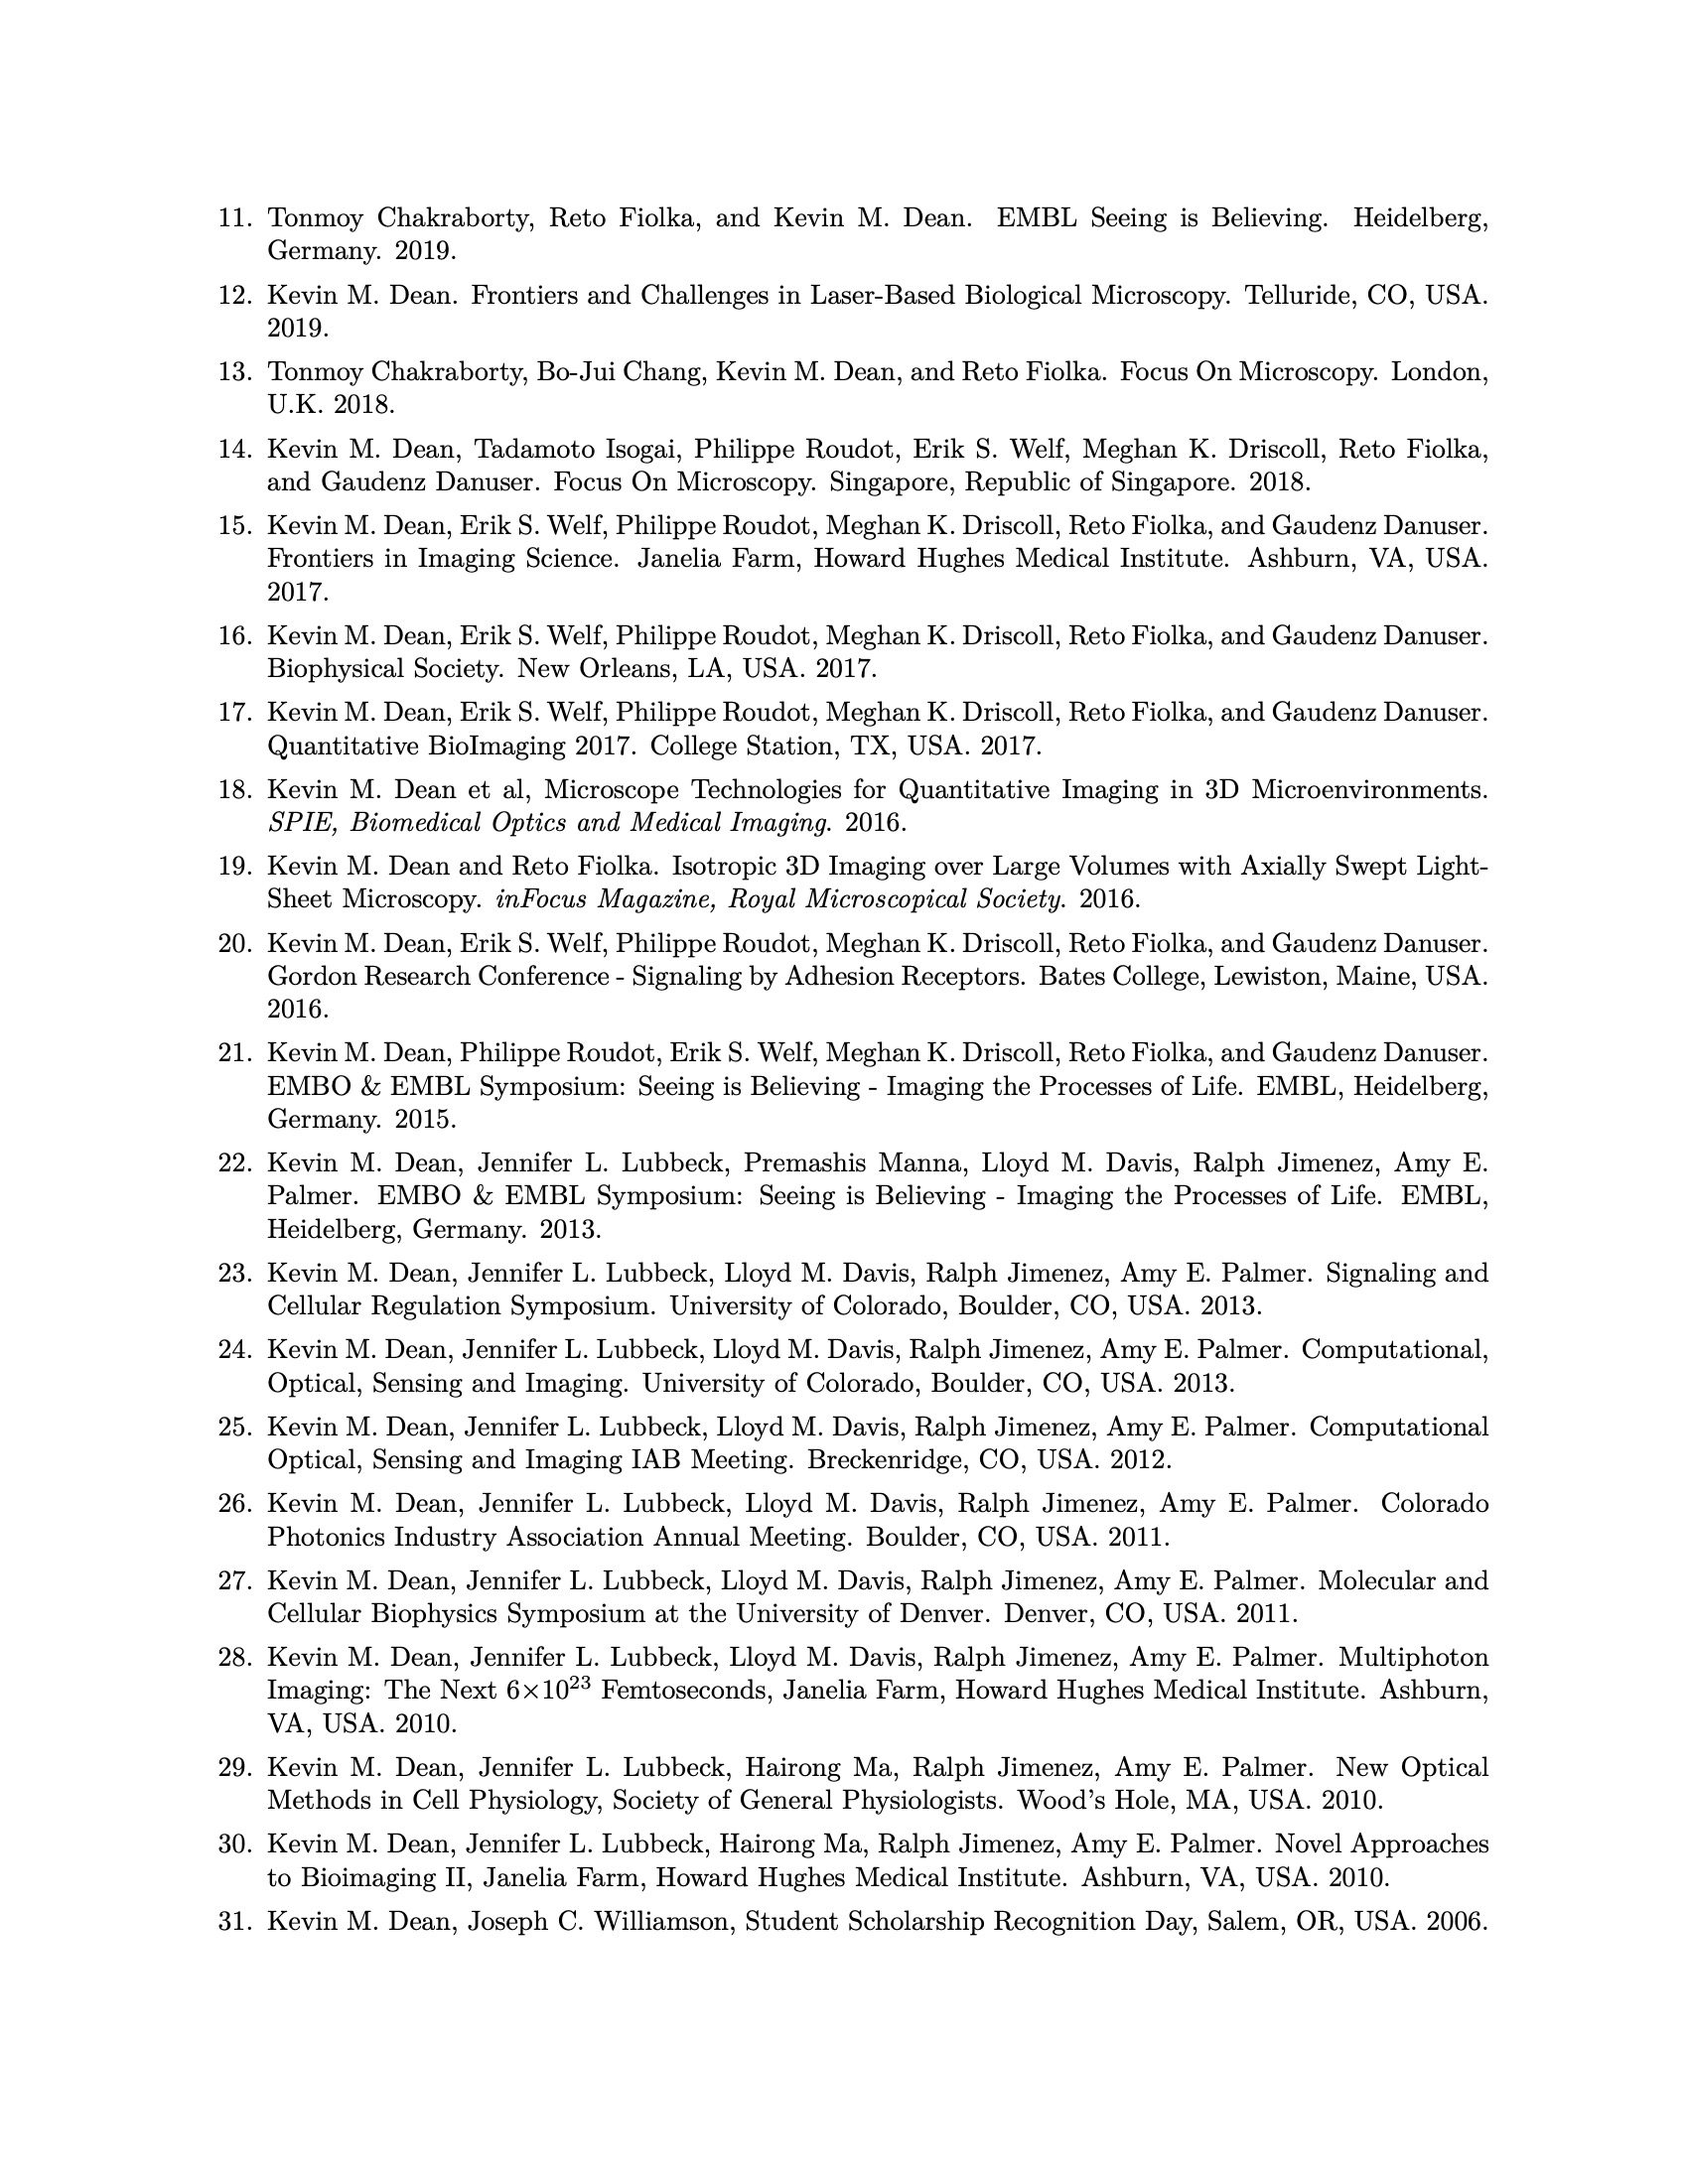 11. Tonmoy Chakraborty, Reto Fiolka, and Kevin M. Dean. EMBL Seeing is Believing. Heidelberg,
Germany. 2019.
12. Kevin M. Dean. Frontiers and Challenges in Laser-Based Biological Microscopy. Telluride, CO, USA.
2019.
13. Tonmoy Chakraborty, Bo-Jui Chang, Kevin M. Dean, and Reto Fiolka. Focus On Microscopy. London,
U.K. 2018.
14. Kevin M. Dean, Tadamoto Isogai, Philippe Roudot, Erik S. Welf, Meghan K. Driscoll, Reto Fiolka,
and Gaudenz Danuser. Focus On Microscopy. Singapore, Republic of Singapore. 2018.
15. Kevin M. Dean, Erik S. Welf, Philippe Roudot, Meghan K. Driscoll, Reto Fiolka, and Gaudenz Danuser.
Frontiers in Imaging Science. Janelia Farm, Howard Hughes Medical Institute. Ashburn, VA, USA.
2017.
16. Kevin M. Dean, Erik S. Welf, Philippe Roudot, Meghan K. Driscoll, Reto Fiolka, and Gaudenz Danuser.
Biophysical Society. New Orleans, LA, USA. 2017.
17. Kevin M. Dean, Erik S. Welf, Philippe Roudot, Meghan K. Driscoll, Reto Fiolka, and Gaudenz Danuser.
Quantitative BioImaging 2017. College Station, TX, USA. 2017.
18. Kevin M. Dean et al, Microscope Technologies for Quantitative Imaging in 3D Microenvironments.
SPIE, Biomedical Optics and Medical Imaging. 2016.
19. Kevin M. Dean and Reto Fiolka. Isotropic 3D Imaging over Large Volumes with Axially Swept Light-
Sheet Microscopy. inFocus Magazine, Royal Microscopical Society. 2016.
20. Kevin M. Dean, Erik S. Welf, Philippe Roudot, Meghan K. Driscoll, Reto Fiolka, and Gaudenz Danuser.
Gordon Research Conference - Signaling by Adhesion Receptors. Bates College, Lewiston, Maine, USA.
2016.
21. Kevin M. Dean, Philippe Roudot, Erik S. Welf, Meghan K. Driscoll, Reto Fiolka, and Gaudenz Danuser.
EMBO & EMBL Symposium: Seeing is Believing - Imaging the Processes of Life. EMBL, Heidelberg,
Germany. 2015.
22. Kevin M. Dean, Jennifer L. Lubbeck, Premashis Manna, Lloyd M. Davis, Ralph Jimenez, Amy E.
Palmer. EMBO & EMBL Symposium: Seeing is Believing - Imaging the Processes of Life. EMBL,
Heidelberg, Germany. 2013.
23. Kevin M. Dean, Jennifer L. Lubbeck, Lloyd M. Davis, Ralph Jimenez, Amy E. Palmer. Signaling and
Cellular Regulation Symposium. University of Colorado, Boulder, CO, USA. 2013.
24. Kevin M. Dean, Jennifer L. Lubbeck, Lloyd M. Davis, Ralph Jimenez, Amy E. Palmer. Computational,
Optical, Sensing and Imaging. University of Colorado, Boulder, CO, USA. 2013.
25. Kevin M. Dean, Jennifer L. Lubbeck, Lloyd M. Davis, Ralph Jimenez, Amy E. Palmer. Computational
Optical, Sensing and Imaging IAB Meeting. Breckenridge, CO, USA. 2012.
26. Kevin M. Dean, Jennifer L. Lubbeck, Lloyd M. Davis, Ralph Jimenez, Amy E. Palmer. Colorado
Photonics Industry Association Annual Meeting. Boulder, CO, USA. 2011.
27. Kevin M. Dean, Jennifer L. Lubbeck, Lloyd M. Davis, Ralph Jimenez, Amy E. Palmer. Molecular and
Cellular Biophysics Symposium at the University of Denver. Denver, CO, USA. 2011.
28. Kevin M. Dean, Jennifer L. Lubbeck, Lloyd M. Davis, Ralph Jimenez, Amy E. Palmer. Multiphoton
Imaging: The Next 6×10²³ Femtoseconds, Janelia Farm, Howard Hughes Medical Institute. Ashburn,
VA, USA. 2010.
29. Kevin M. Dean, Jennifer L. Lubbeck, Hairong Ma, Ralph Jimenez, Amy E. Palmer. New Optical
Methods in Cell Physiology, Society of General Physiologists. Wood's Hole, MA, USA. 2010.
30. Kevin M. Dean, Jennifer L. Lubbeck, Hairong Ma, Ralph Jimenez, Amy E. Palmer. Novel Approaches
to Bioimaging II, Janelia Farm, Howard Hughes Medical Institute. Ashburn, VA, USA. 2010.
31. Kevin M. Dean, Joseph C. Williamson, Student Scholarship Recognition Day, Salem, OR, USA. 2006.